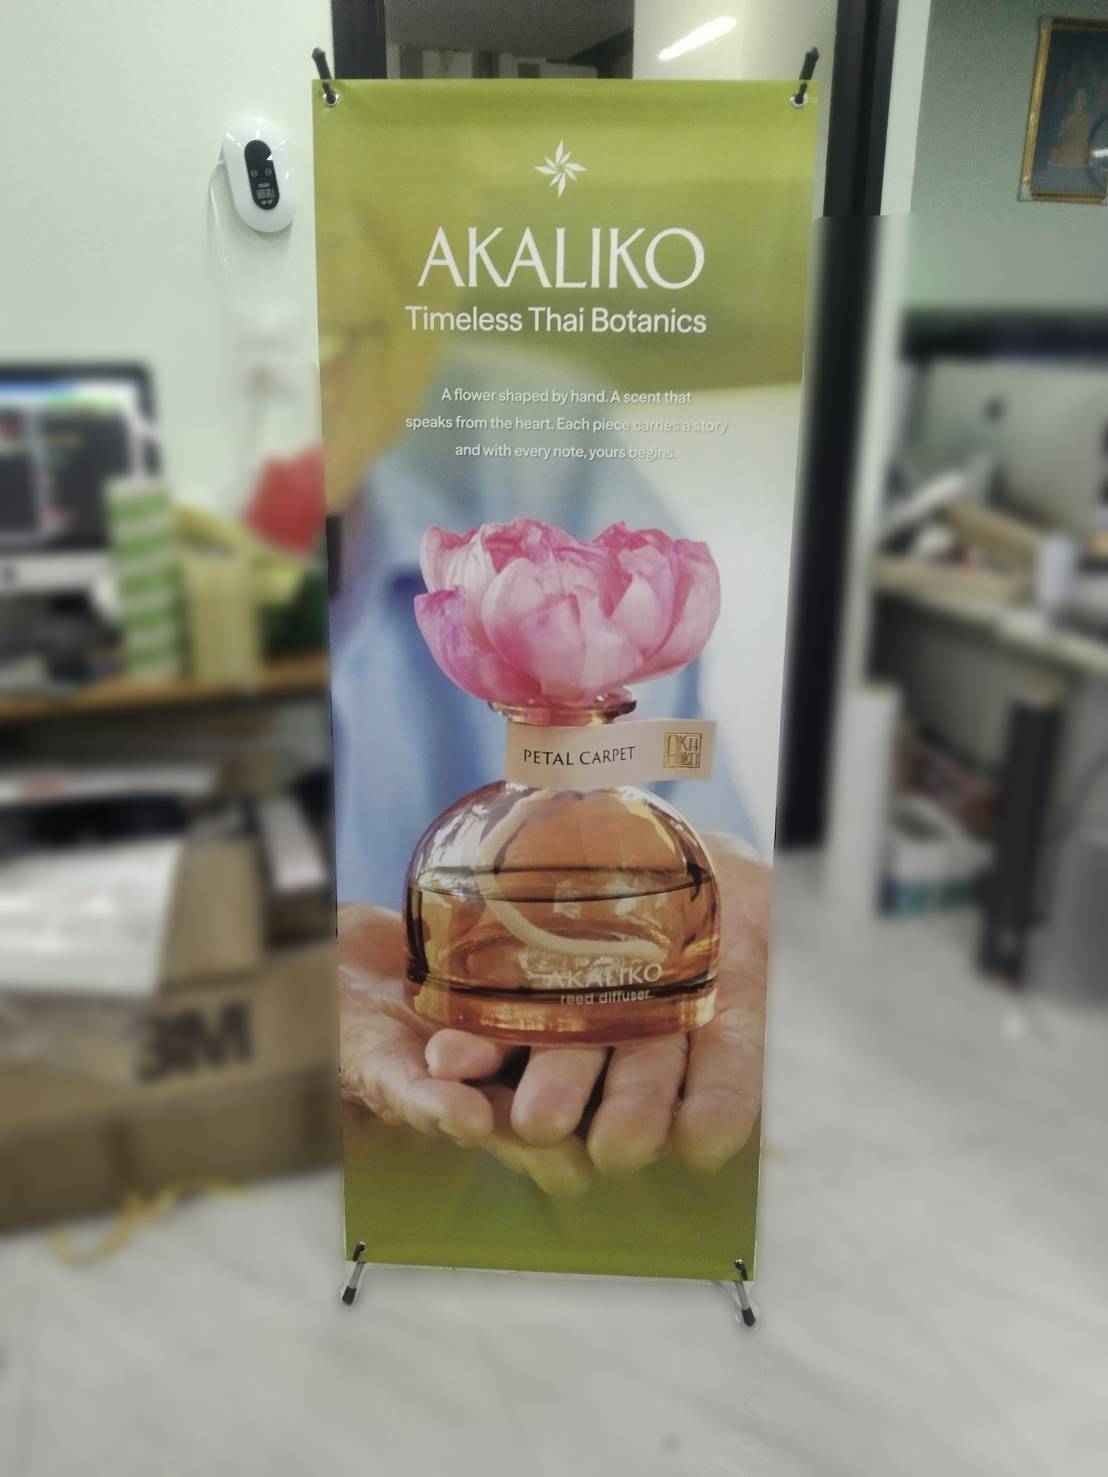 AKALIKO
Timeless Thai Botanics
A flower shaped by hand. A scent that
speaks from the heart. Each piece carries a story
and with every note, yours begins.
PETAL CARPET
AKALIKO
reed diffuser
3M